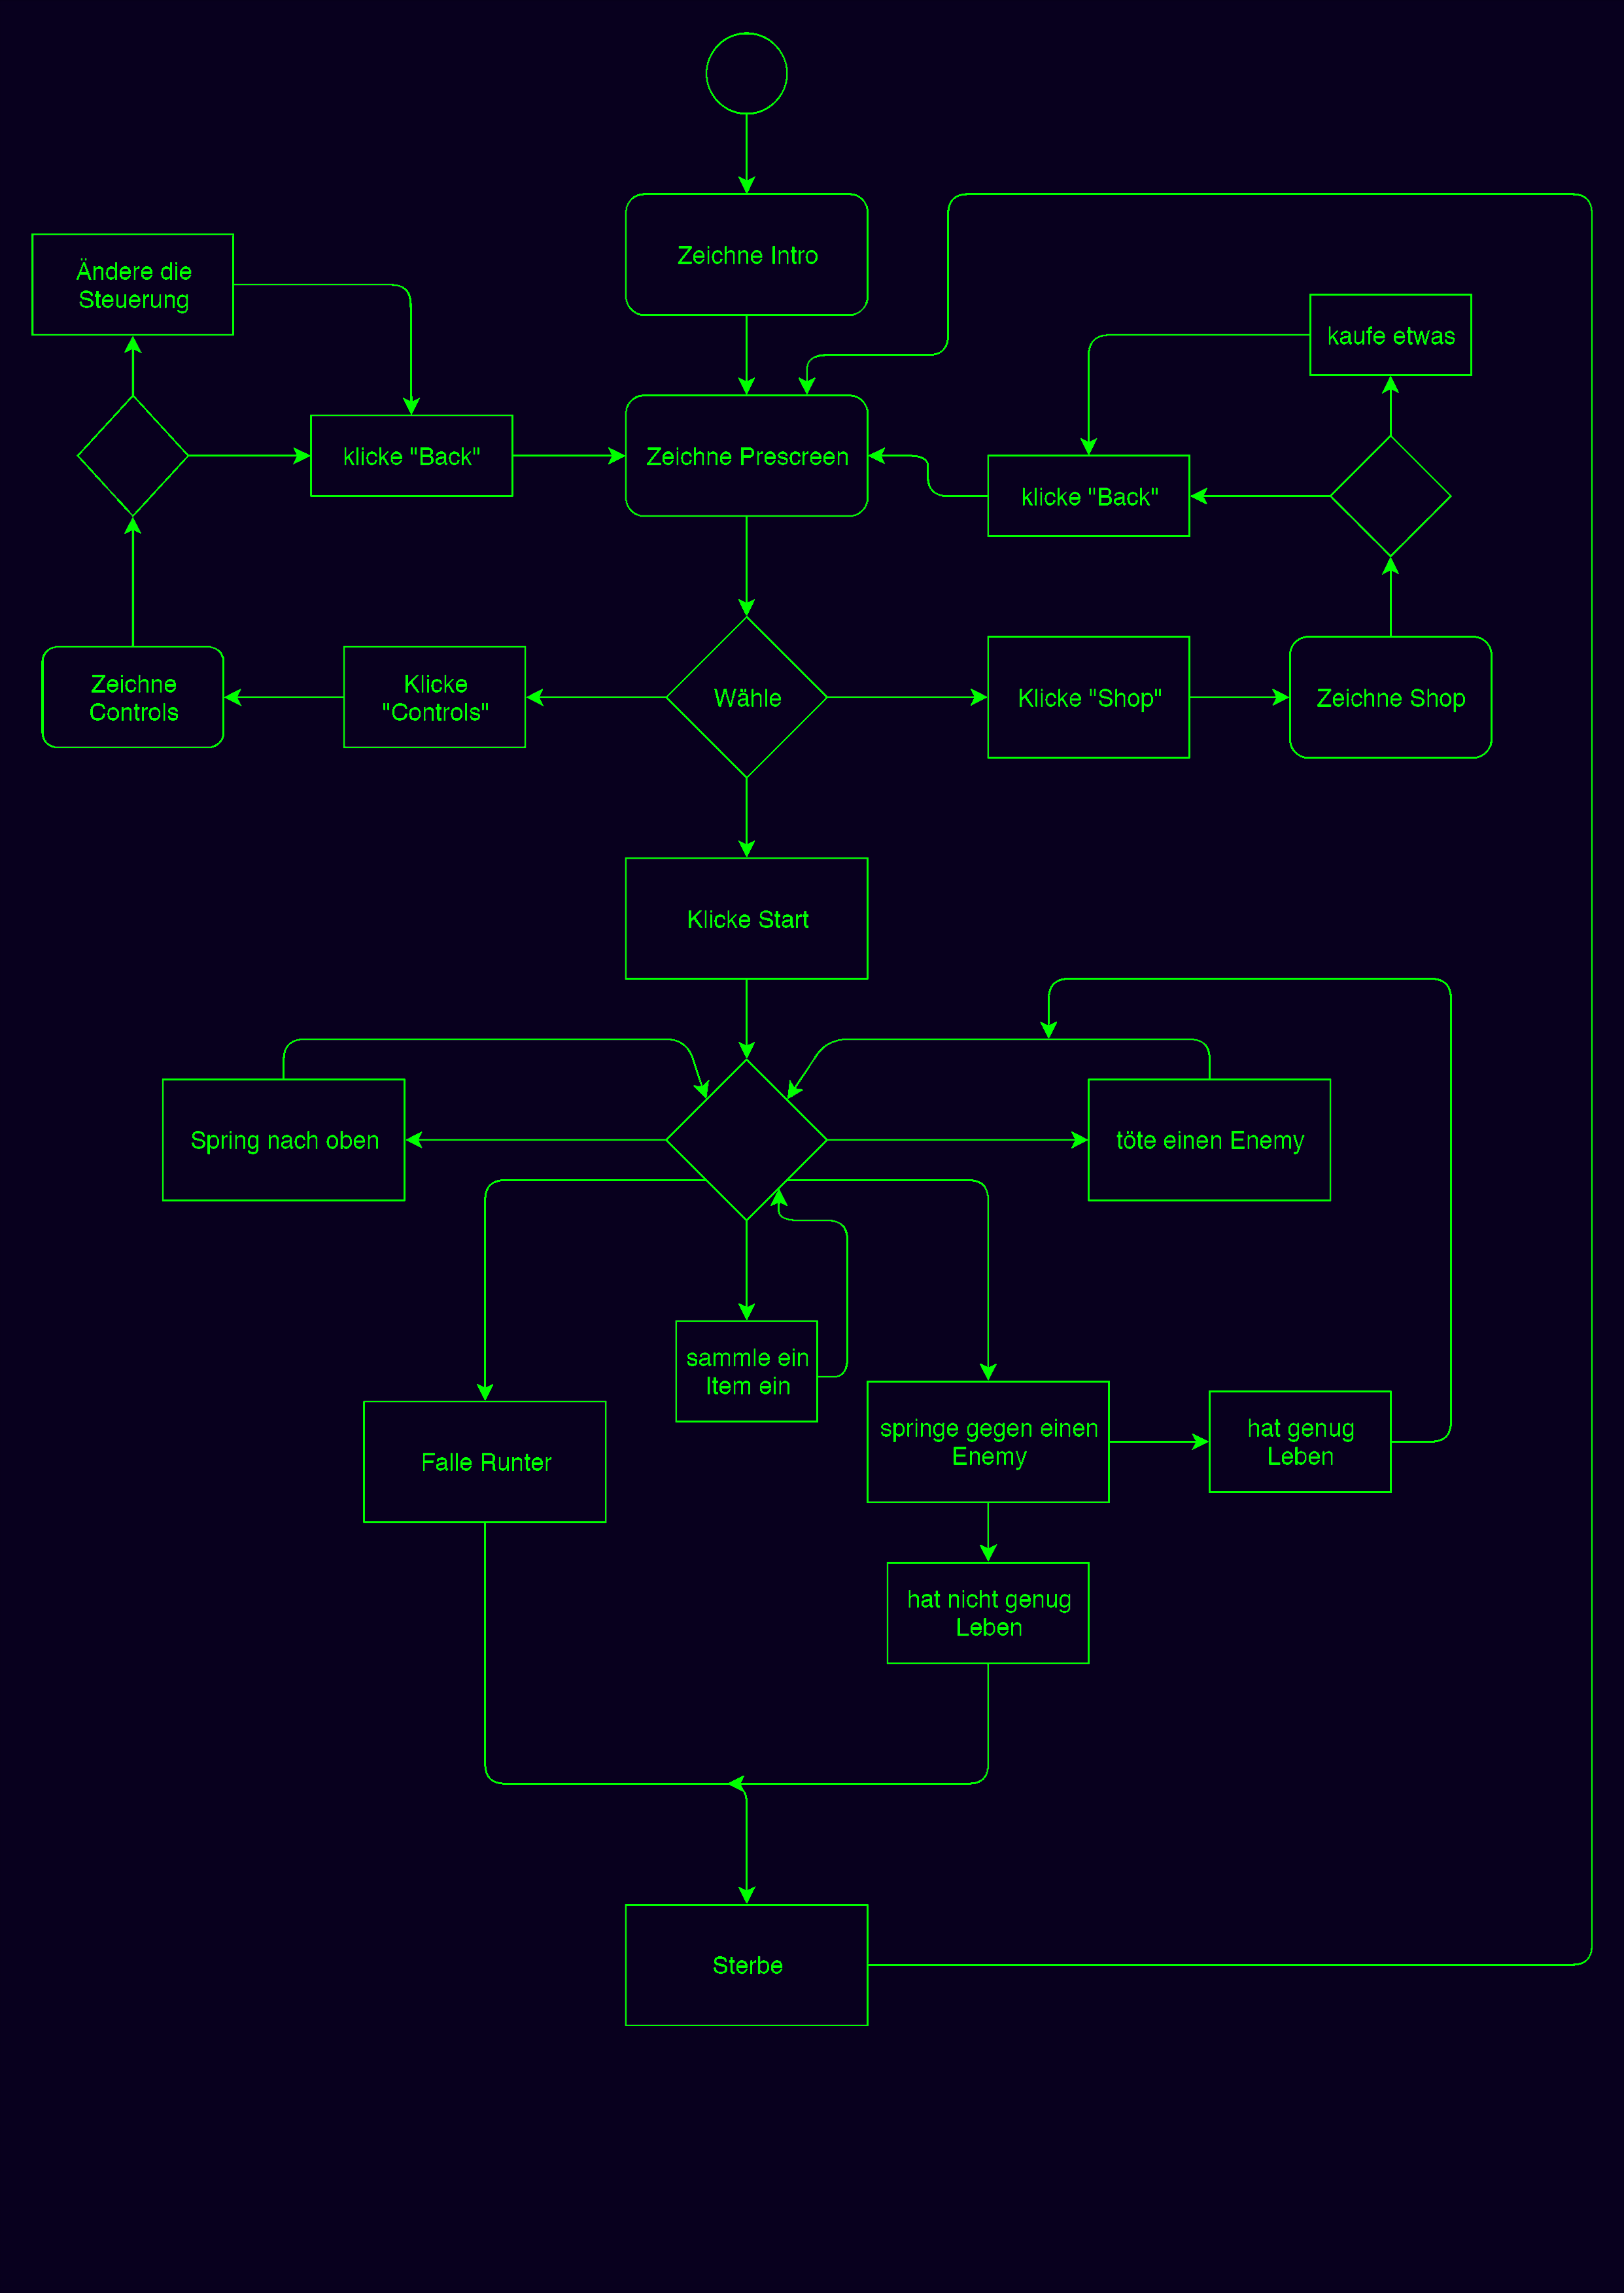 Zeichne Intro
Ändere die
Steuerung
kaufe etwas
klicke "Back"
Zeichne Prescreen
klicke "Back"
Zeichne
Controls
Klicke
"Controls"
Wähle
Klicke "Shop"
Zeichne Shop
Klicke Start
Spring nach oben
töte einen Enemy
sammle ein
Item ein
Falle Runter
springe gegen einen
Enemy
hat genug
Leben
hat nicht genug
Leben
Sterbe